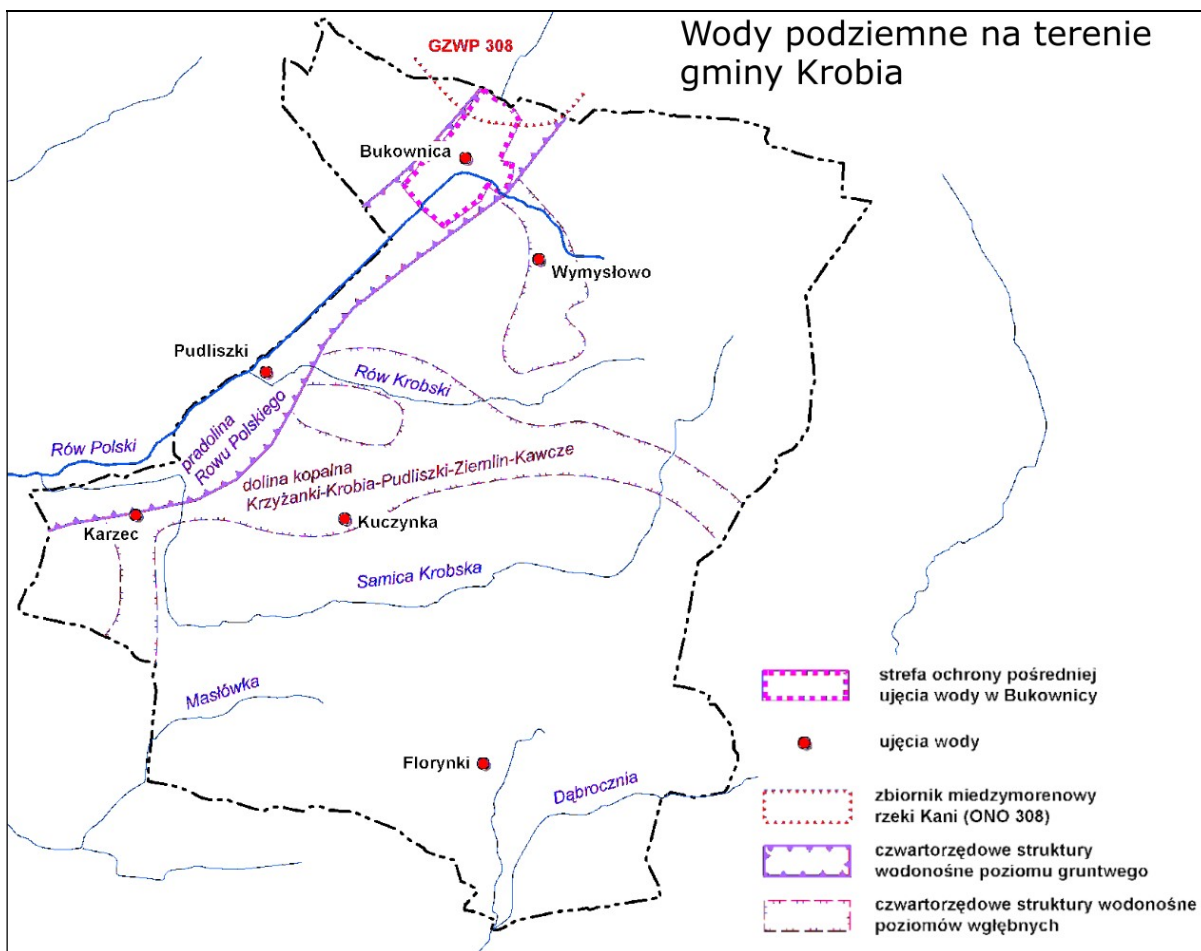 Wody podziemne na terenie
gminy Krobia
GZWP 308
Bukownica
Wymysłowo
Pudliszki
Rów Krobski
Rów Polski
pradolina
Rowu Polskiego
dolina kopalna
Krzyżanki-Krobia-Pudliszki-Ziemlin-Kawcze
Karzec
Kuczynka
Samica Krobska
Masłówka
Florynki
Dąbrocznia
strefa ochrony pośredniej
ujęcia wody w Bukownicy
ujęcia wody
zbiornik miedzymorenowy
rzeki Kani (ONO 308)
czwartorzędowe struktury
wodonośne poziomu gruntwego
czwartorzędowe struktury wodonośne
poziomów wgłębnych